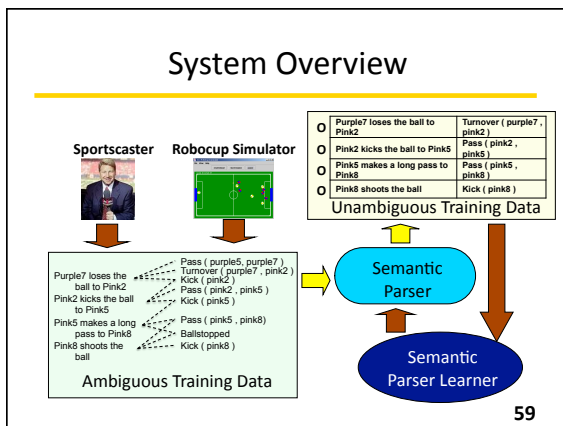 System Overview
Sportscaster
Robocup Simulator
O Purple7 loses the ball to Turnover ( purple7 ,
Pink2 pink2 )
O Pink2 kicks the ball to Pink5 Pass ( pink2 ,
pink5 )
O Pink5 makes a long pass to Pass ( pink5 ,
Pink8 pink8 )
O Pink8 shoots the ball Kick ( pink8 )
Unambiguous Training Data
Purple7 loses the
ball to Pink2
Pink2 kicks the ball
to Pink5
Pink5 makes a long
pass to Pink8
Pink8 shoots the
ball
Pass ( purple5, purple7 )
Turnover ( purple7 , pink2 )
Kick ( pink2 )
Pass ( pink2 , pink5 )
Kick ( pink5 )
Pass ( pink5 , pink8)
Ballstopped
Kick ( pink8 )
Ambiguous Training Data
Semantic
Parser
Semantic
Parser Learner
59